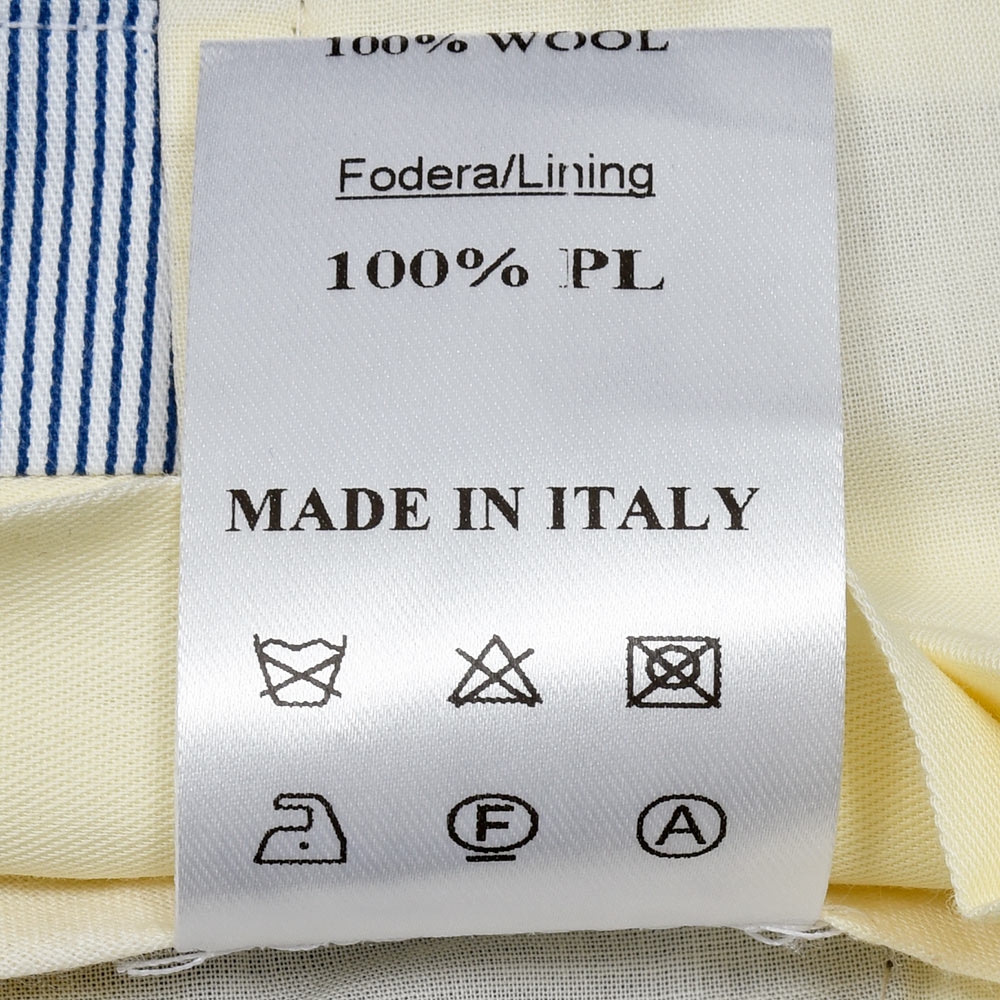 100% WOOL
Fodera/Lining
100% PL
MADE IN ITALY
F A